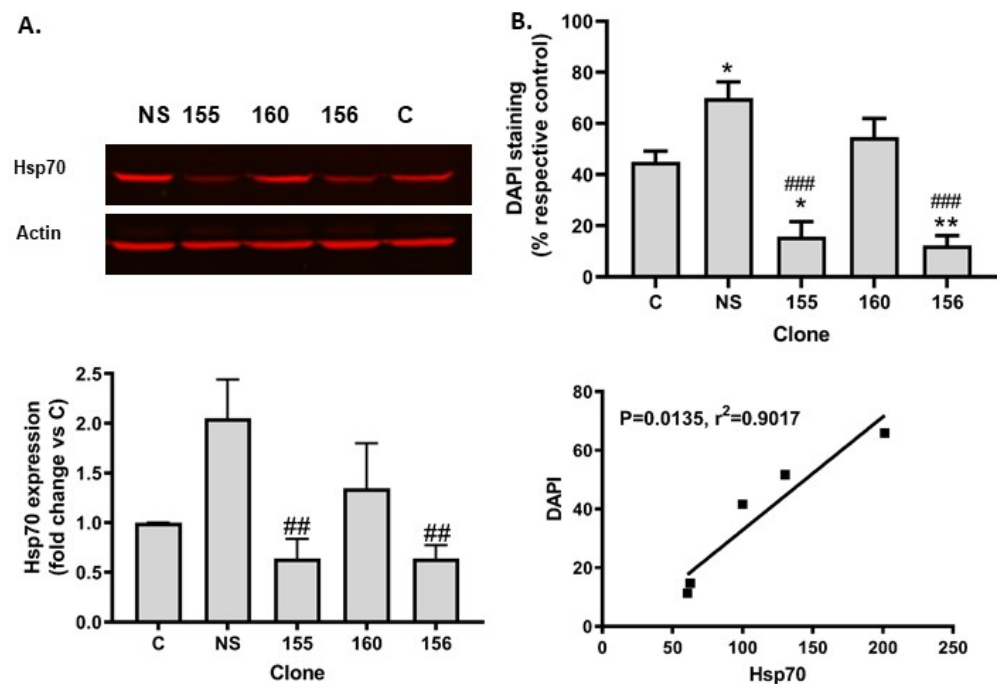 A.
NS 155 160 156 C
Hsp70
Actin
Hsp70 expression
(fold change vs C)
2.5
2.0
1.5
1.0
0.5
0.0
## ##
C NS 155 160 156
Clone
B.
DAPI staining
(% respective control)
100
80
60
40
20
0
*
### ###
* **
C NS 155 160 156
Clone
P=0.0135, r²=0.9017
DAPI
80
60
40
20
0
0 50 100 150 200 250
Hsp70